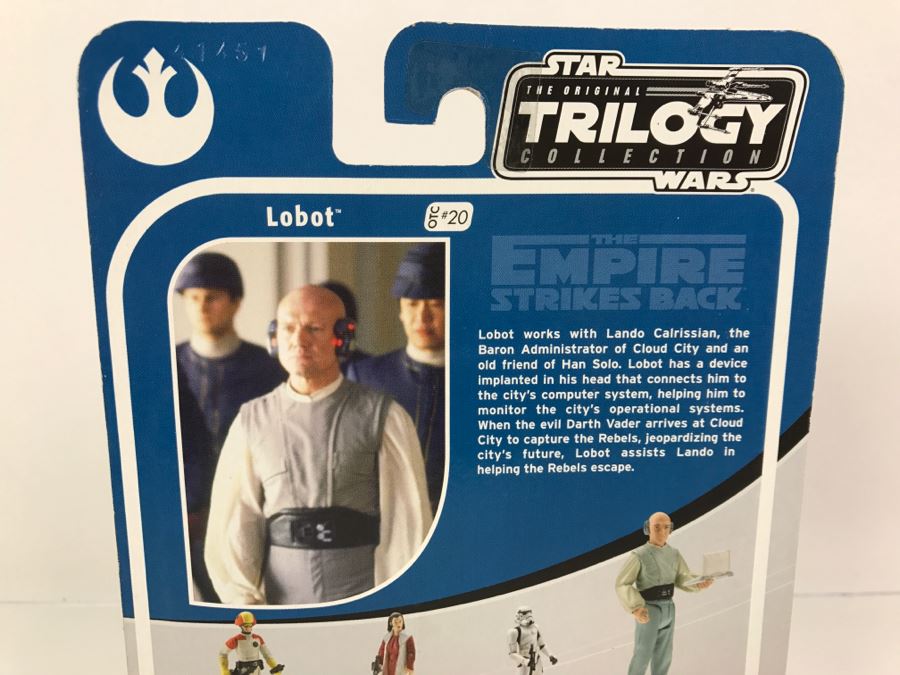 41451
STAR
THE ORIGINAL
TRILOGY
COLLECTION
WARS
Lobot™
OTC #20
THE
EMPIRE
STRIKES BACK
Lobot works with Lando Calrissian, the
Baron Administrator of Cloud City and an
old friend of Han Solo. Lobot has a device
implanted in his head that connects him to
the city's computer system, helping him to
monitor the city's operational systems.
When the evil Darth Vader arrives at Cloud
City to capture the Rebels, jeopardizing the
city's future, Lobot assists Lando in
helping the Rebels escape.